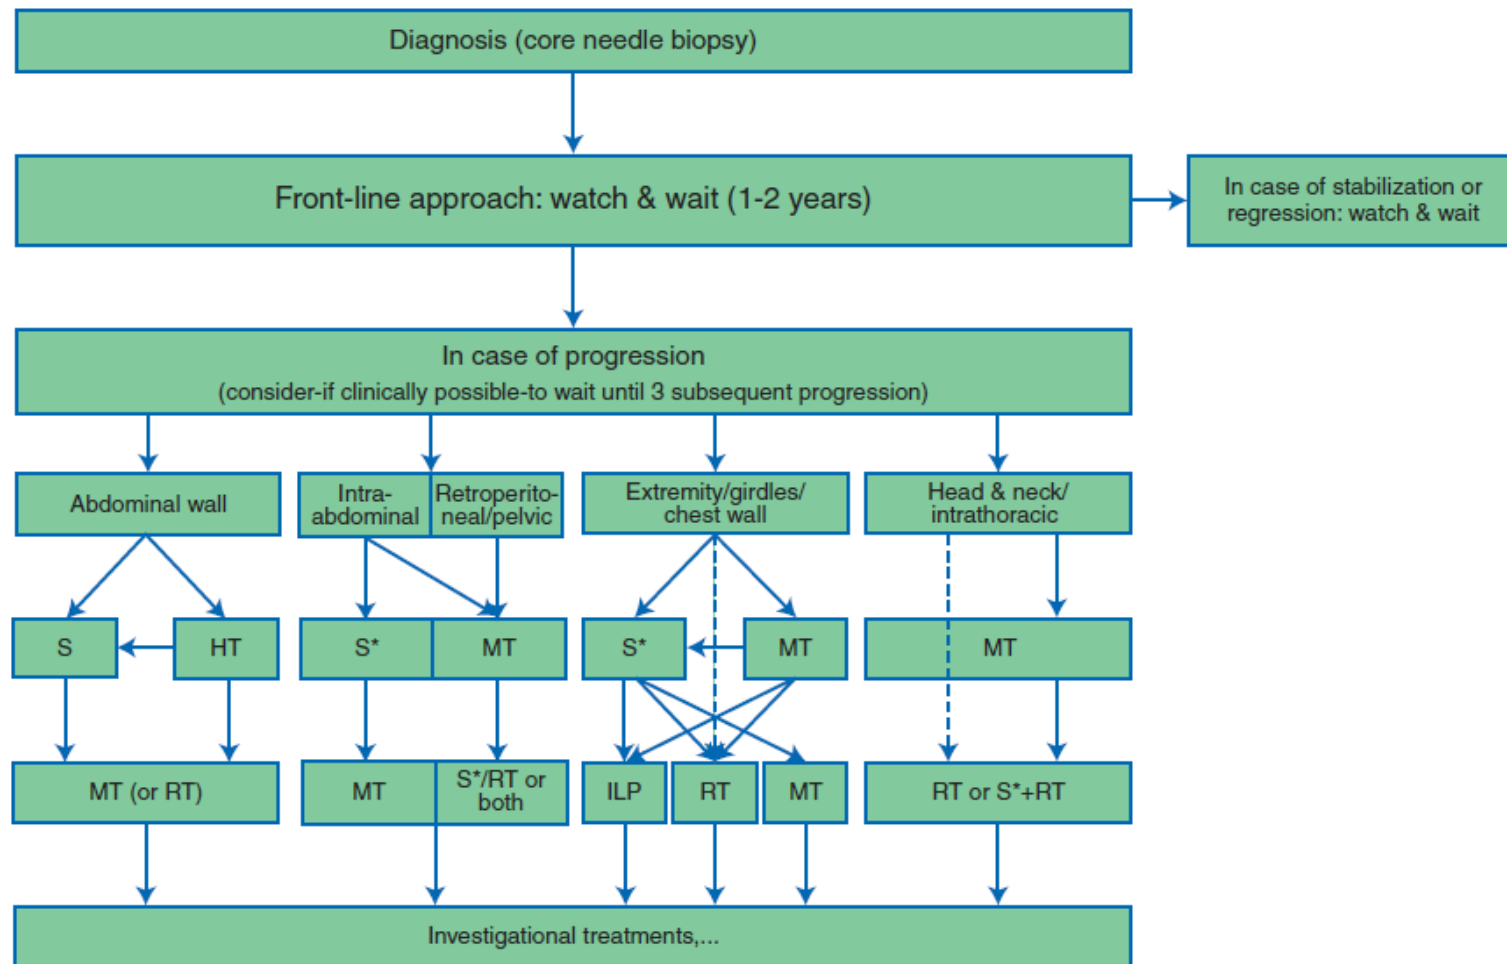 Diagnosis (core needle biopsy)
Front-line approach: watch & wait (1-2 years)
In case of stabilization or
regression: watch & wait
In case of progression
(consider-if clinically possible-to wait until 3 subsequent progression)
Abdominal wall
Intra-
abdominal
Retroperito-
neal/pelvic
Extremity/girdles/
chest wall
Head & neck/
intrathoracic
S
HT
S*
MT
S*
MT
MT
MT (or RT)
MT
S*/RT or
both
ILP
RT
MT
RT or S*+RT
Investigational treatments,...